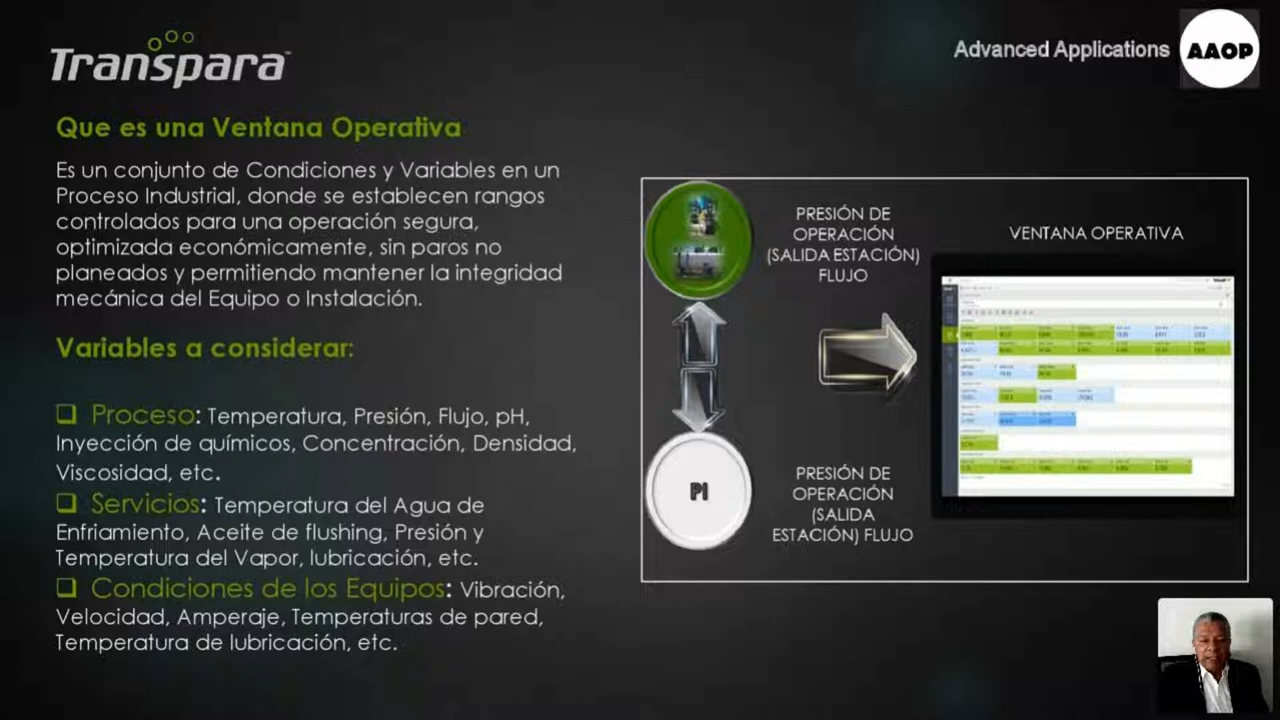 Transpara
Advanced Applications
AAOP
Que es una Ventana Operativa
Es un conjunto de Condiciones y Variables en un
Proceso Industrial, donde se establecen rangos
controlados para una operación segura,
optimizada económicamente, sin paros no
planeados y permitiendo mantener la integridad
mecánica del Equipo o Instalación.
Variables a considerar:
Proceso: Temperatura, Presión, Flujo, pH,
Inyección de químicos, Concentración, Densidad,
Viscosidad, etc.
Servicios: Temperatura del Agua de
Enfriamiento, Aceite de flushing, Presión y
Temperatura del Vapor, lubricación, etc.
Condiciones de los Equipos: Vibración,
Velocidad, Amperaje, Temperaturas de pared,
Temperatura de lubricación, etc.
PRESIÓN DE
OPERACIÓN
(SALIDA ESTACIÓN)
FLUJO
VENTANA OPERATIVA
PI
PRESIÓN DE
OPERACIÓN
(SALIDA
ESTACIÓN) FLUJO